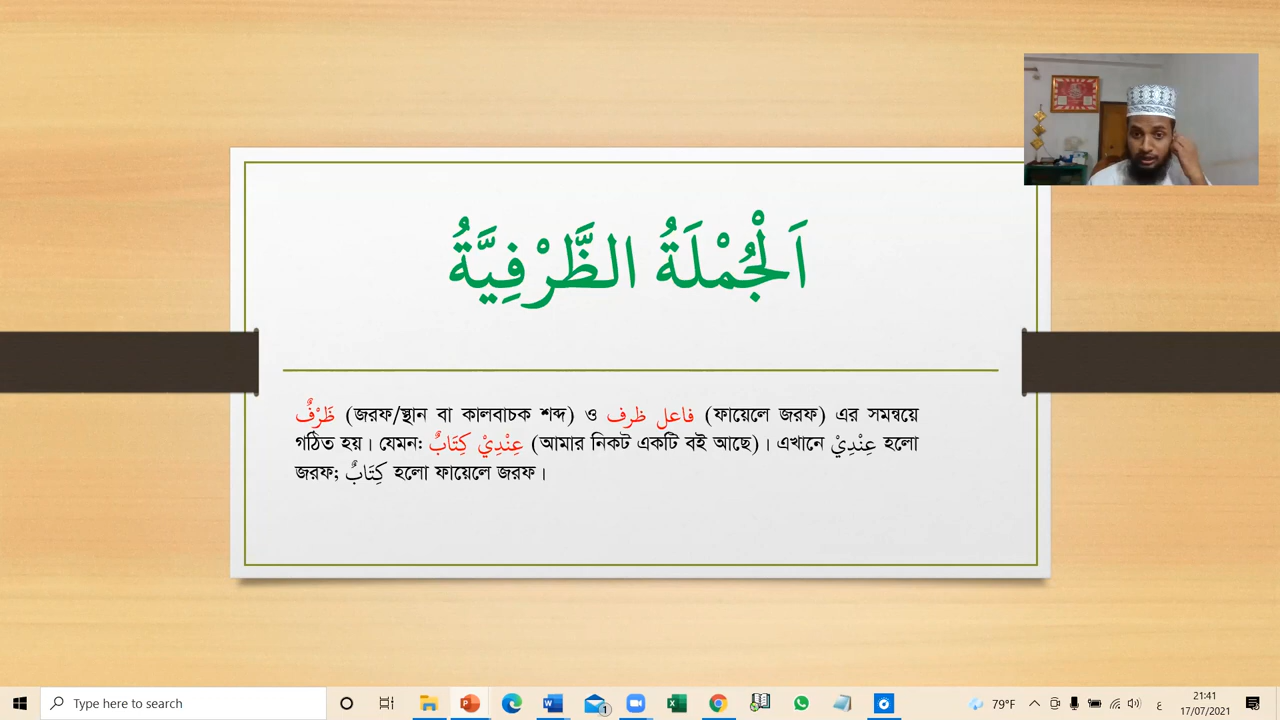 اَلْجُمْلَةُ الظَّرْفِيَّةُ
ظَرْفٌ (জরফ/স্থান বা কালবাচক শব্দ) ও فاعل ظرف (ফায়েলে জরফ) এর সমন্বয়ে
গঠিত হয়। যেমন: عِنْدِيْ كِتَابٌ (আমার নিকট একটি বই আছে)। এখানে عِنْدِيْ হলো
জরফ; كِتَابٌ হলো ফায়েলে জরফ।
Type here to search
79°F
ع
21:41
17/07/2021